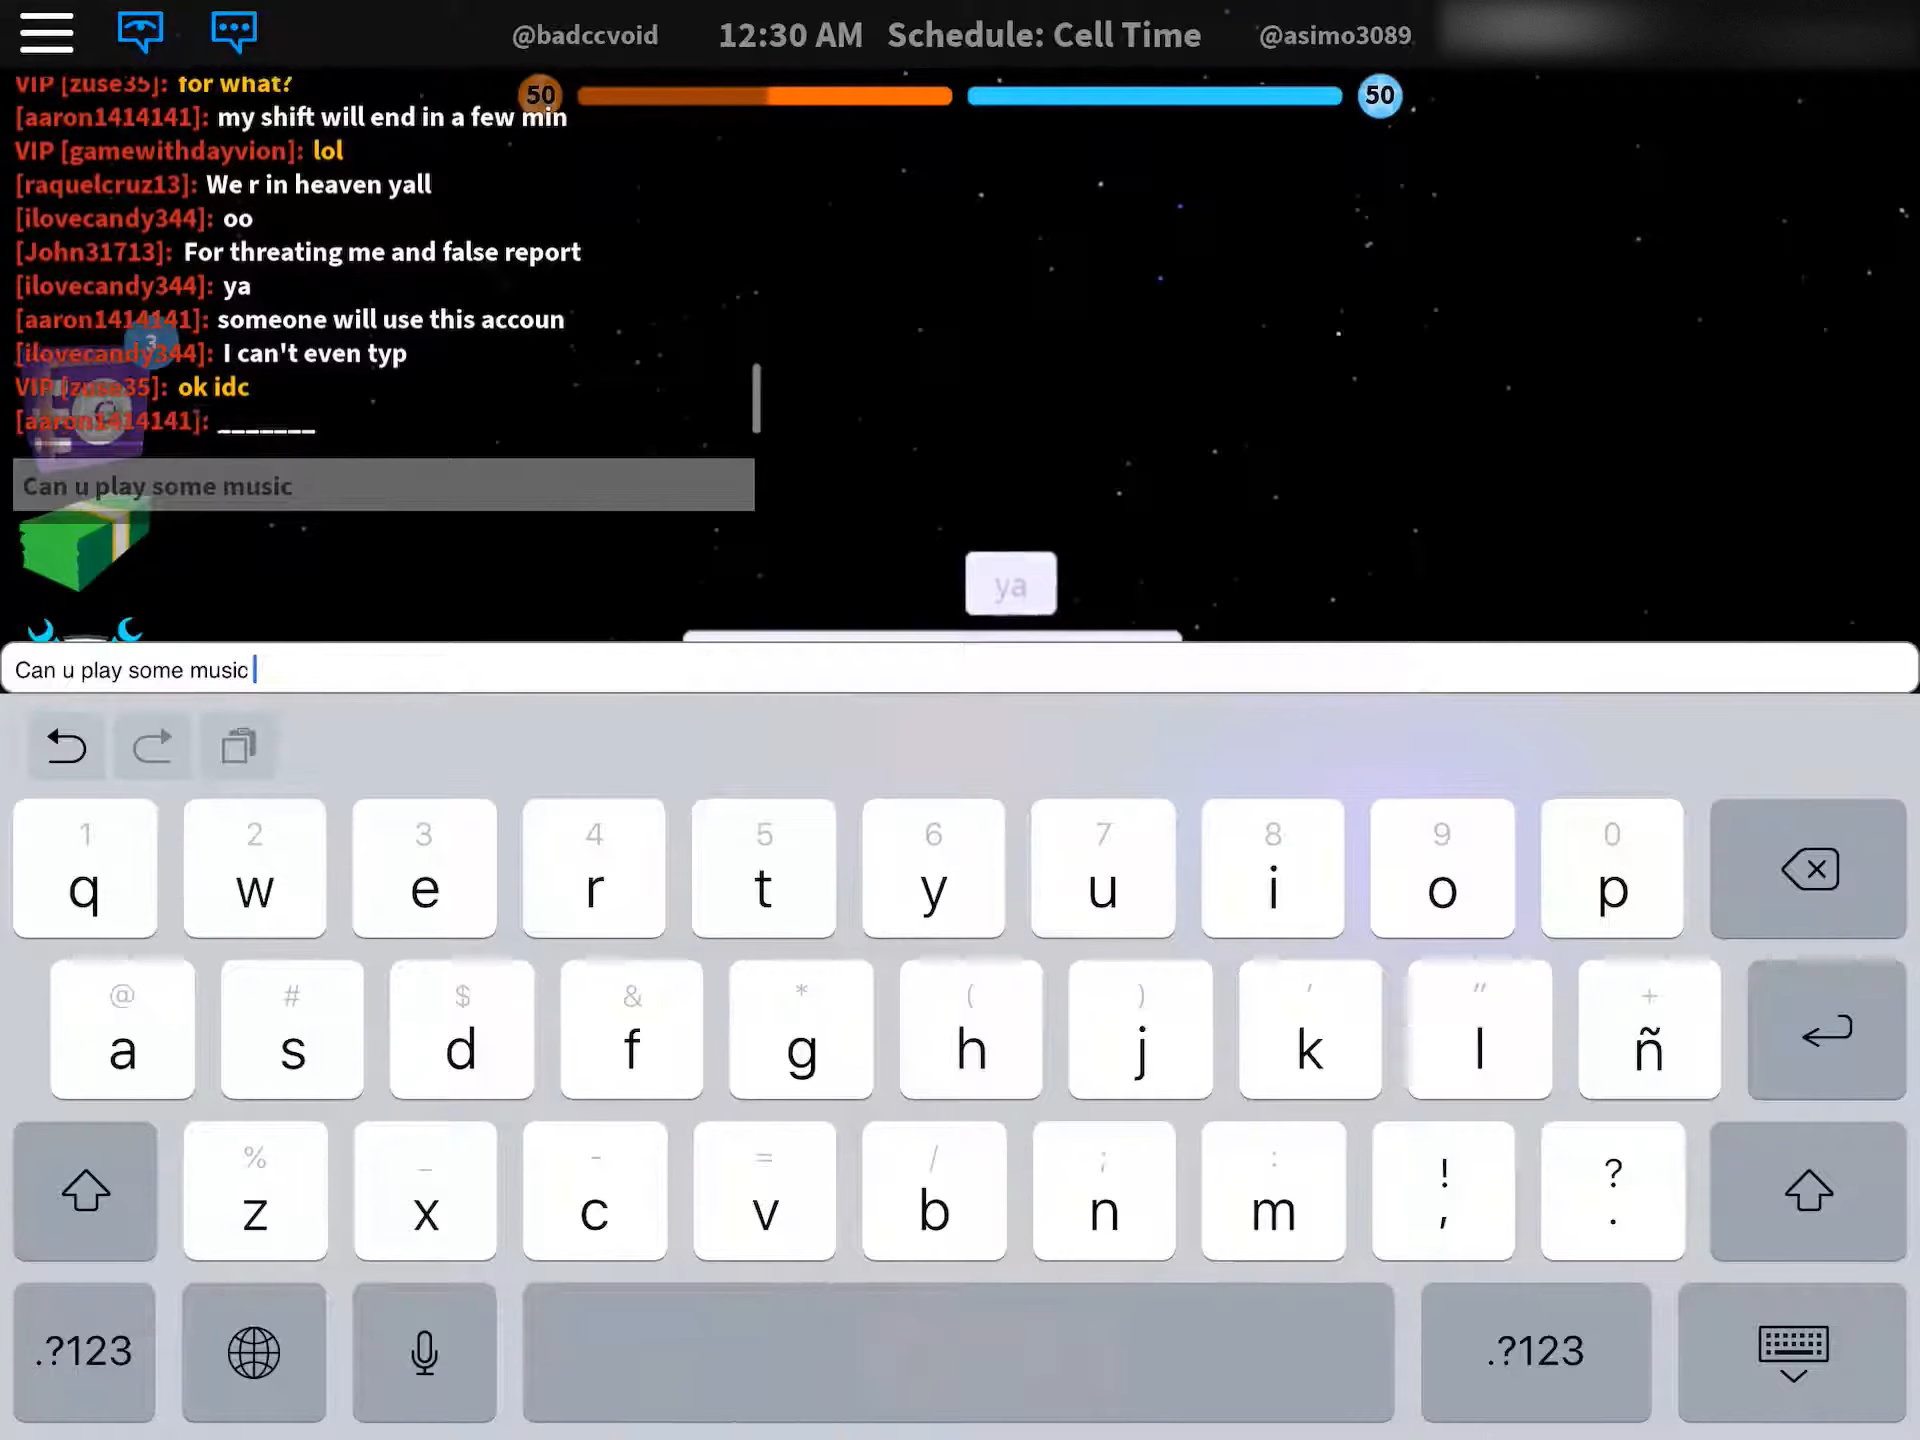 @badccvoid 12:30 AM Schedule: Cell Time @asimo3089
50 50
VIP [zuse35]: for what?
[aaron1414141]: my shift will end in a few min
VIP [gamewithdayvion]: lol
[raquelcruz13]: We r in heaven yall
[ilovecandy344]: oo
[John31713]: For threating me and false report
[ilovecandy344]: ya
[aaron1414141]: someone will use this accoun
3
[ilovecandy344]: I can't even typ
VIP [zuse35]: ok idc
[aaron1414141]: _______
Can u play some music
ya
Can u play some music
1 2 3 4 5 6 7 8 9 0
q w e r t y u i o p
@ # $ & * ( ) ' " +
a s d f g h j k l ñ
% _ - = / ; : ! ?
z x c v b n m , .
.?123 .?123